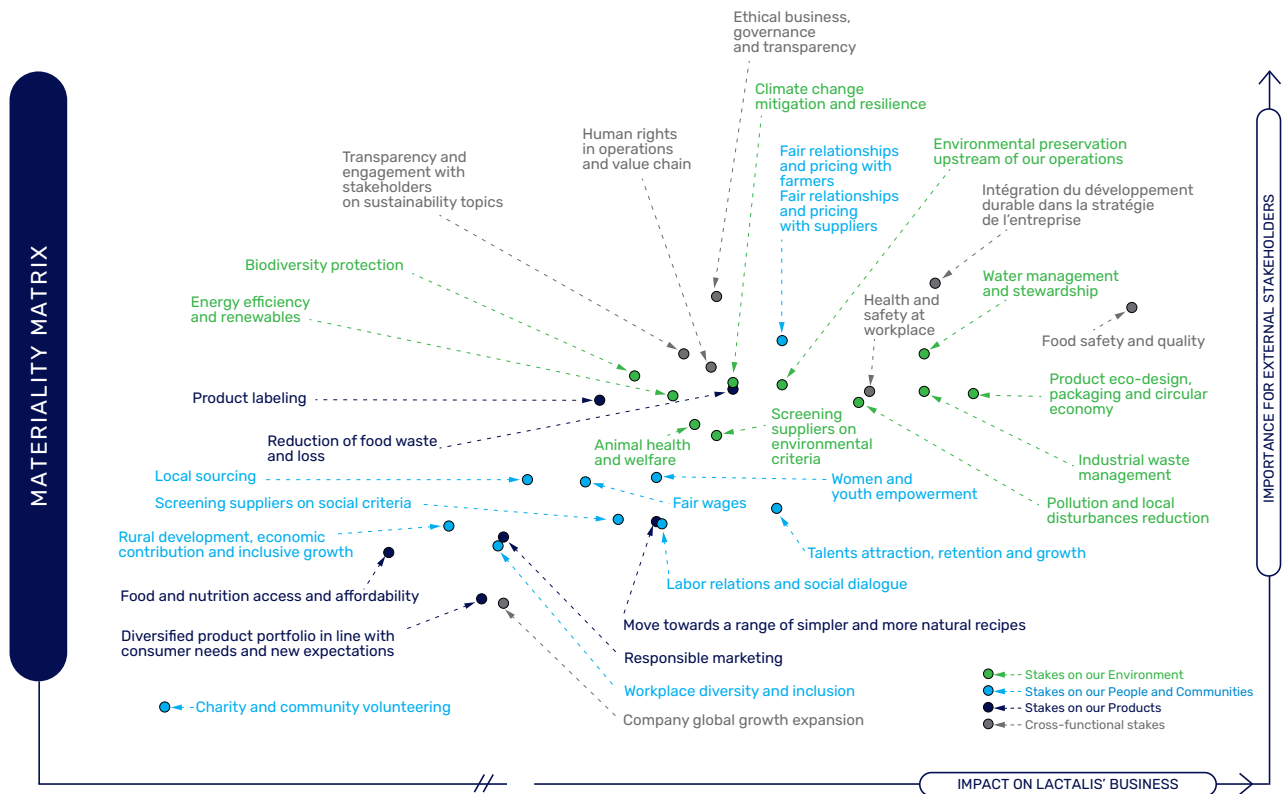 MATERIALITY MATRIX
Ethical business,
governance
and transparency
Climate change
mitigation and resilience
Human rights
in operations
and value chain
Fair relationships
and pricing with
farmers
Fair relationships
and pricing
with suppliers
Environmental preservation
upstream of our operations
Transparency and
engagement with
stakeholders
on sustainability topics
Intégration du développement
durable dans la stratégie
de l'entreprise
Biodiversity protection
Water management
and stewardship
Energy efficiency
and renewables
Health and
safety at
workplace
Food safety and quality
Product labeling
Product eco-design,
packaging and circular
economy
Reduction of food waste
and loss
Animal health
and welfare
Screening
suppliers on
environmental
criteria
Industrial waste
management
Local sourcing
Women and
youth empowerment
Screening suppliers on social criteria
Fair wages
Pollution and local
disturbances reduction
Rural development, economic
contribution and inclusive growth
Talents attraction, retention and growth
Labor relations and social dialogue
Food and nutrition access and affordability
Move towards a range of simpler and more natural recipes
Diversified product portfolio in line with
consumer needs and new expectations
Responsible marketing
Workplace diversity and inclusion
Charity and community volunteering
Company global growth expansion
Stakes on our Environment
Stakes on our People and Communities
Stakes on our Products
Cross-functional stakes
IMPACT ON LACTALIS' BUSINESS
IMPORTANCE FOR EXTERNAL STAKEHOLDERS